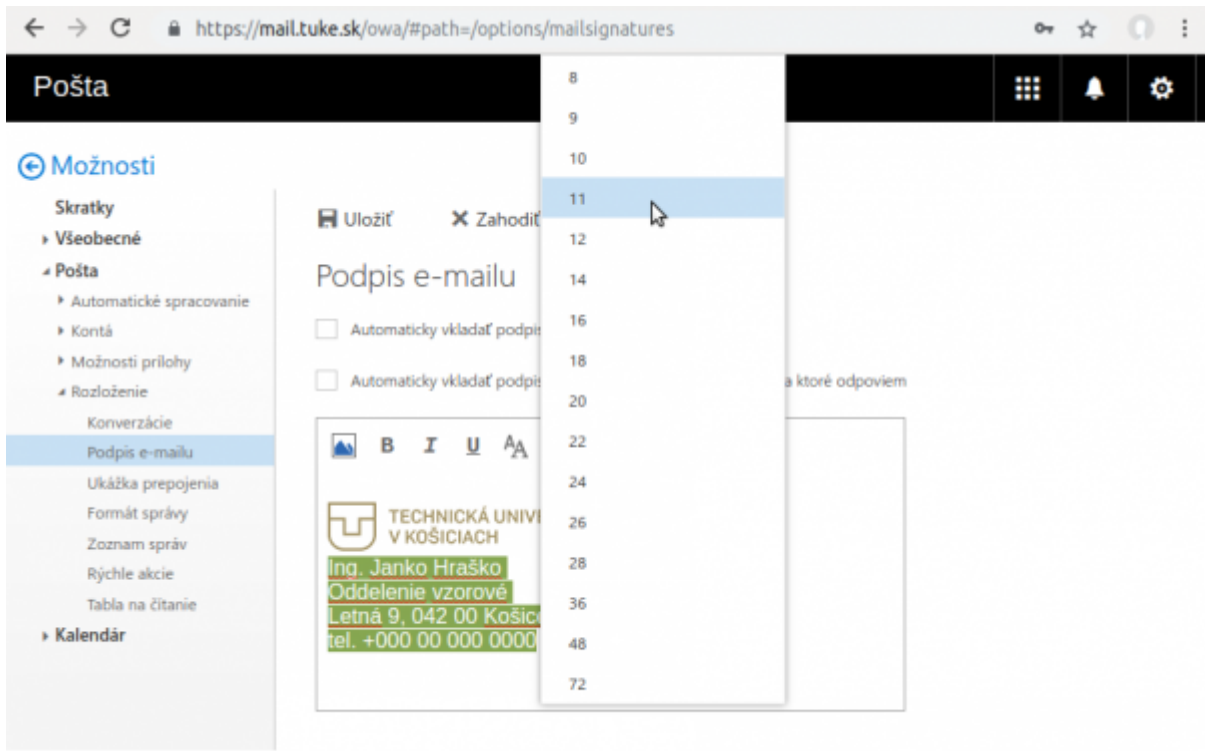 https://mail.tuke.sk/owa/#path=/options/mailsignatures
Pošta
Možnosti
Skratky
Všeobecné
Pošta
Automatické spracovanie
Kontá
Možnosti prílohy
Rozloženie
Konverzácie
Podpis e-mailu
Ukážka prepojenia
Formát správy
Zoznam správ
Rýchle akcie
Tabla na čítanie
Kalendár
Uložiť
Zahodiť
Podpis e-mailu
Automaticky vkladať podpis
Automaticky vkladať podpis a ktoré odpoviem
B I U AA
TECHNICKÁ UNIVE
V KOŠICIACH
Ing. Janko Hraško
Oddelenie vzorové
Letná 9, 042 00 Košic
tel. +000 00 000 0000
8
9
10
11
12
14
16
18
20
22
24
26
28
36
48
72